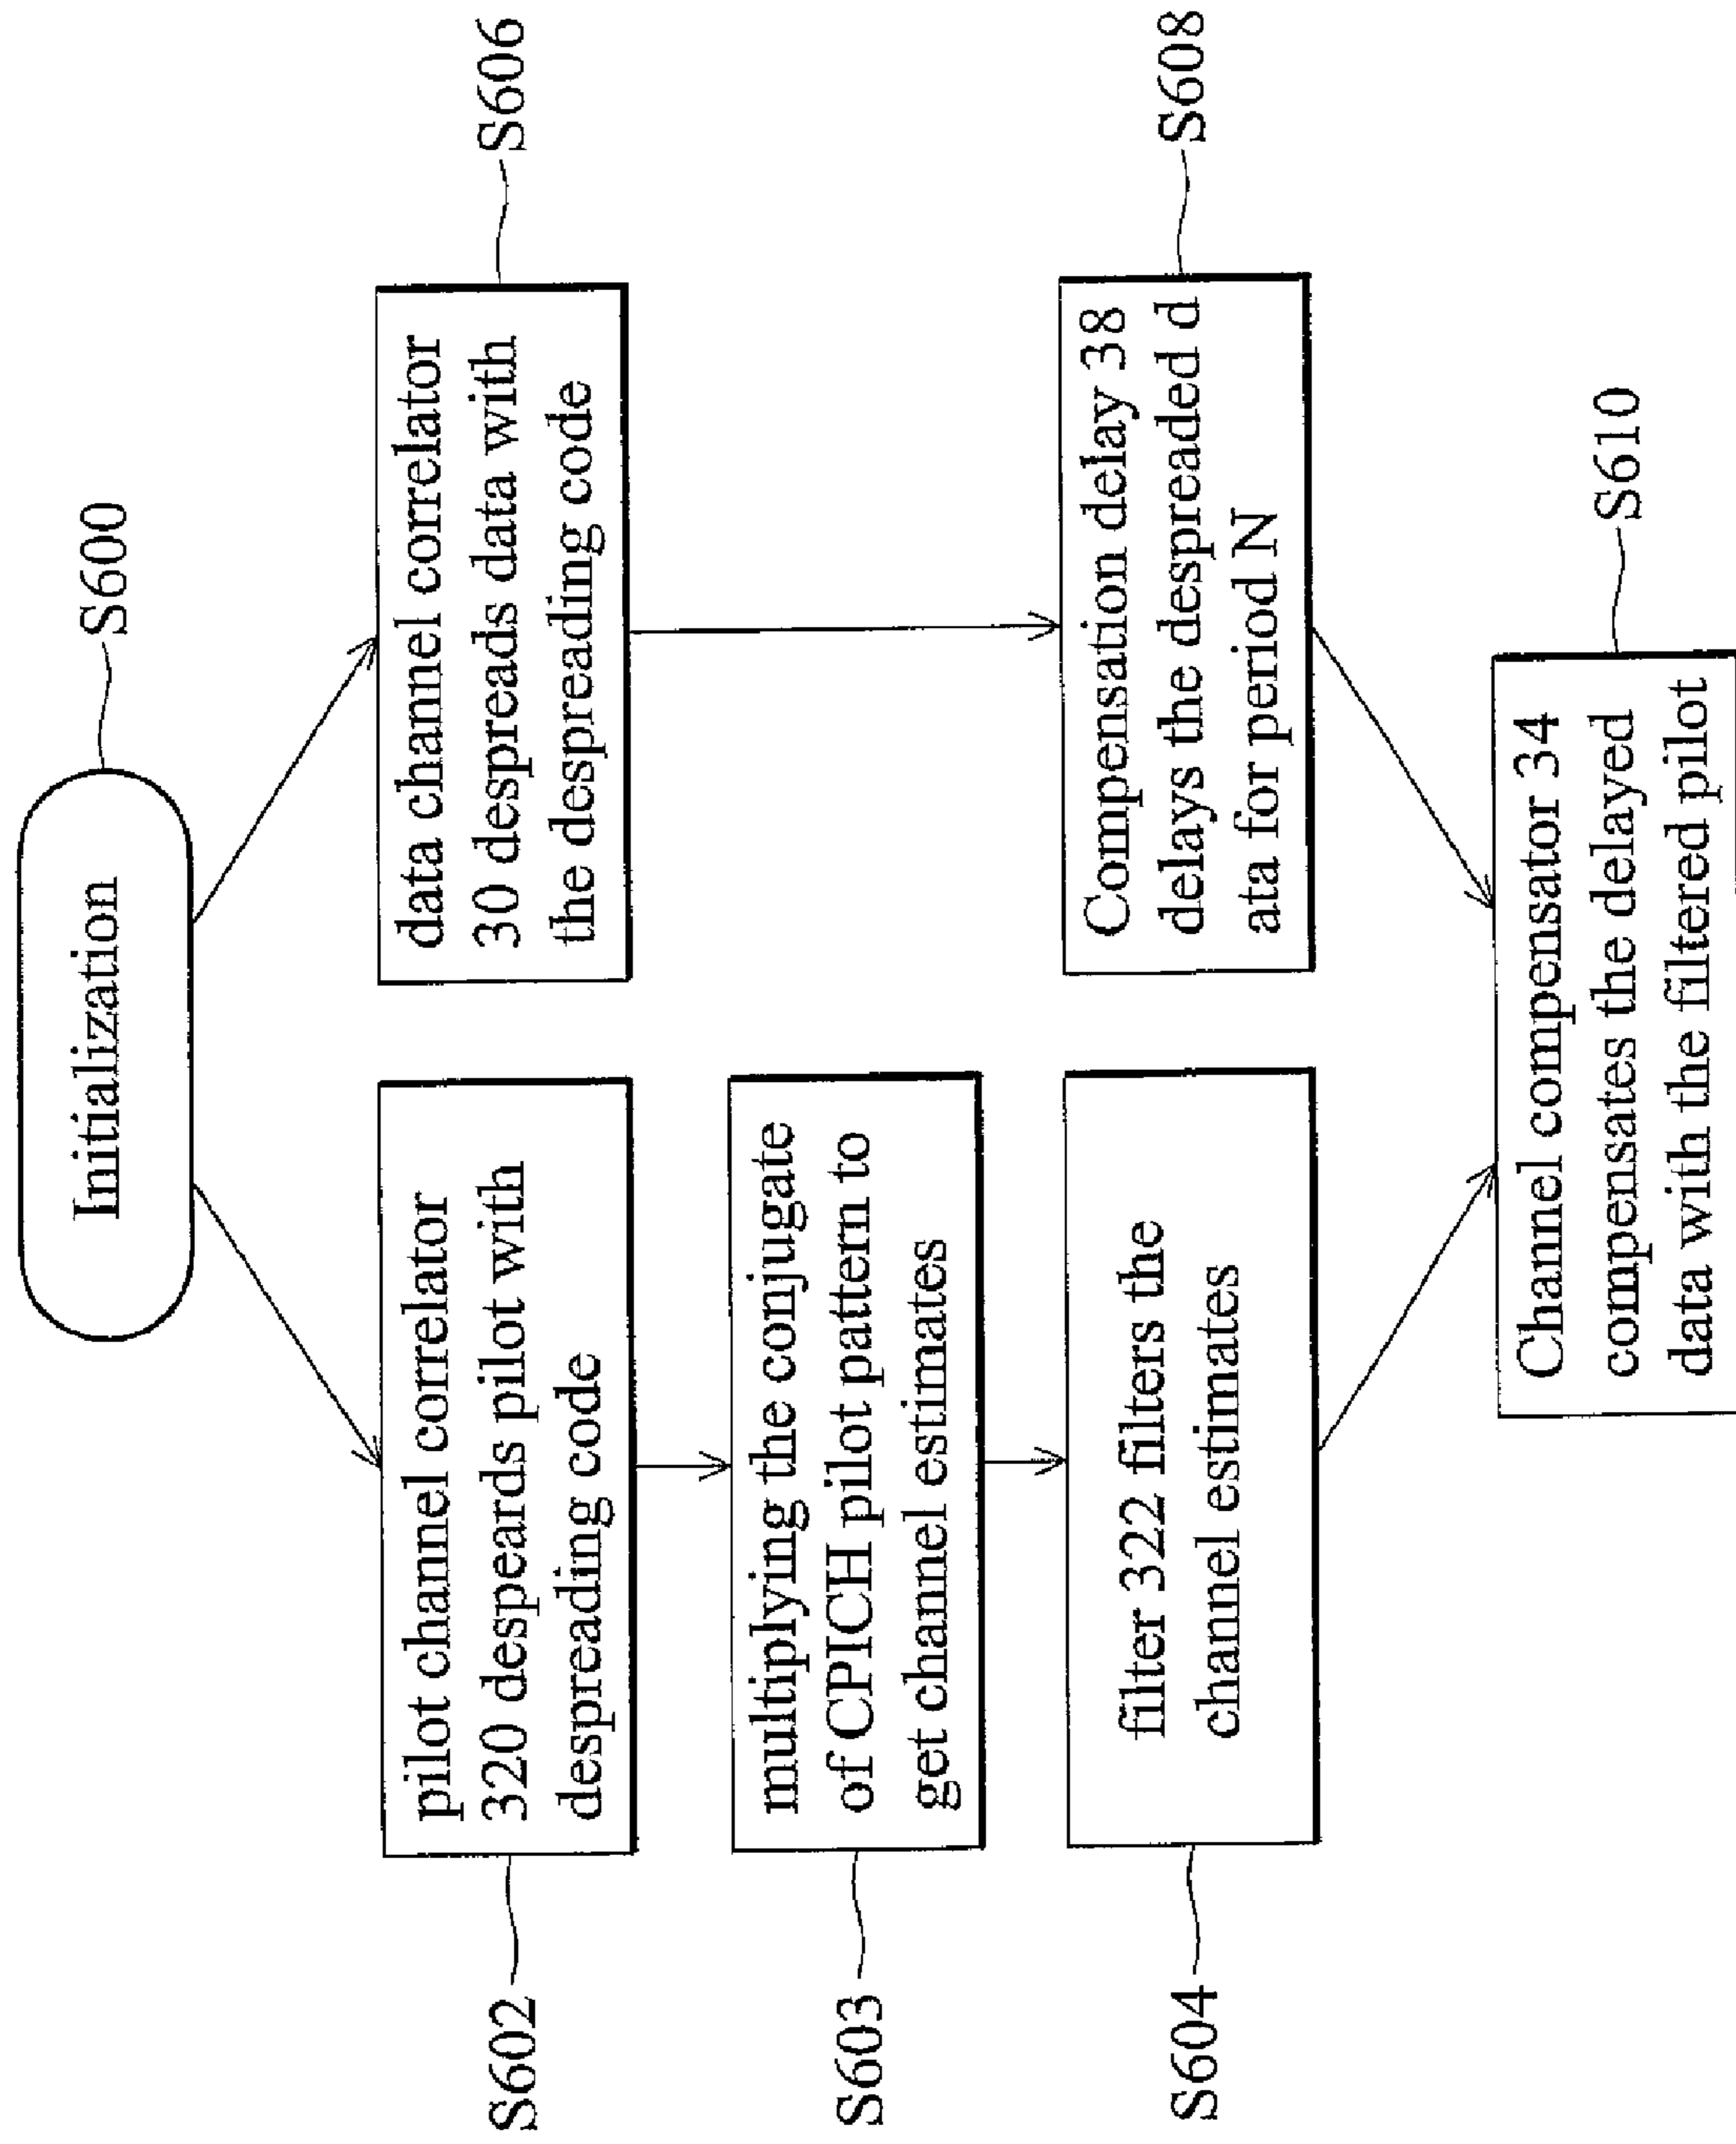 Initialization
S600
pilot channel correlator
320 despeards pilot with
despreading code
S602
multiplying the conjugate
of CPICH pilot pattern to
get channel estimates
S603
filter 322 filters the
channel estimates
S604
data channel correlator
30 despreads data with
the despreading code
S606
Compensation delay 38
delays the despreaded d
ata for period N
S608
Channel compensator 34
compensates the delayed
data with the filtered pilot
S610